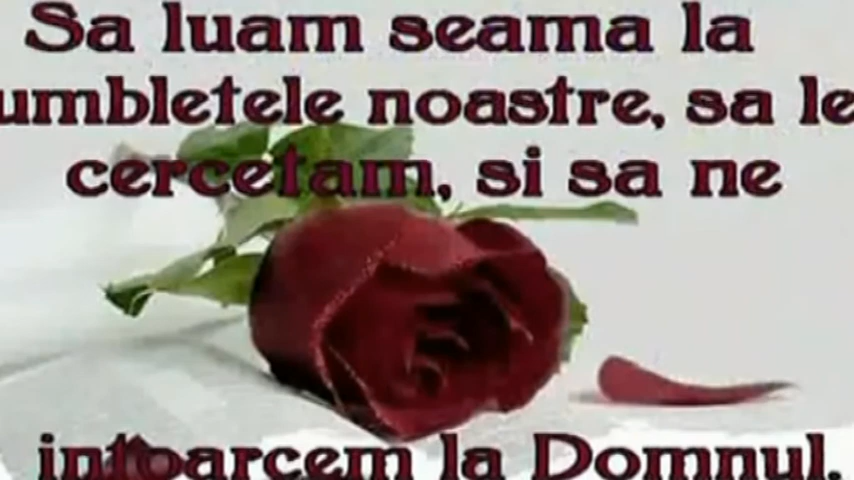 Sa luam seama la
umbletele noastre, sa le
cercetam, si sa ne
intoarcem la Domnul.